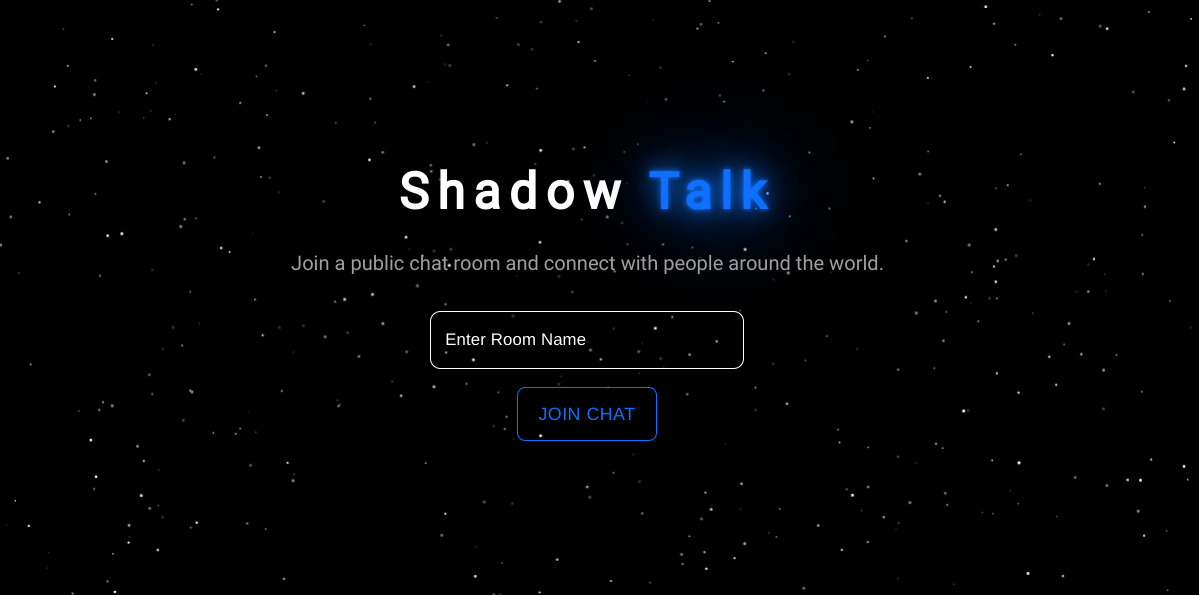 Shadow Talk
Join a public chat room and connect with people around the world.
Enter Room Name
JOIN CHAT